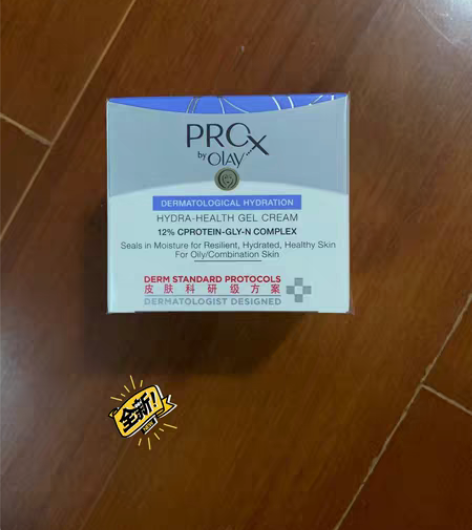 PROX
by OLAY
DERMATOLOGICAL HYDRATION
HYDRA-HEALTH GEL CREAM
12% CPROTEIN-GLY-N COMPLEX
Seals in Moisture for Resilient, Hydrated, Healthy Skin
For Oily/Combination Skin
DERM STANDARD PROTOCOLS
皮肤科研级方案
DERMATOLOGIST DESIGNED
全新!